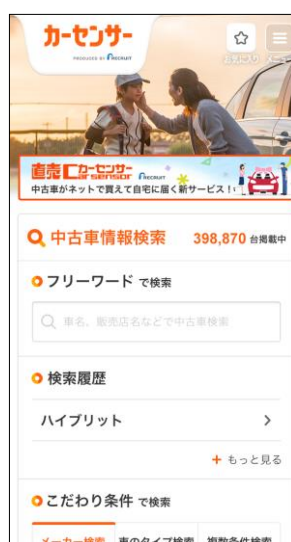 カーセンサー
PRODUCED BY RECRUIT
お気に入り メニュー
直売 カーセンサー Carsensor RECRUIT
中古車がネットで買えて自宅に届く新サービス!
中古車情報検索 398,870 台掲載中
フリーワード で検索
車名、販売店名などで中古車検索
検索履歴
ハイブリット
+ もっと見る
こだわり条件 で検索
メーカー検索 車のタイプ検索 複数条件検索